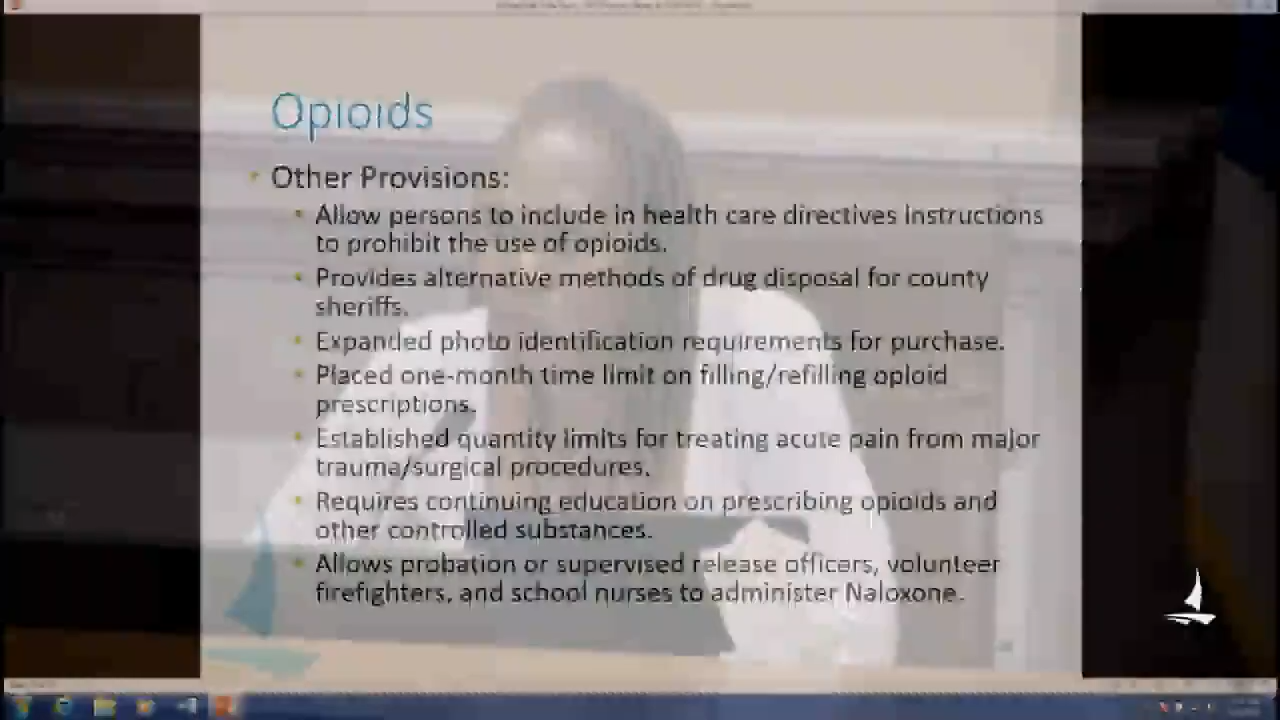 Opioids
Other Provisions:
Allow persons to include in health care directives instructions
to prohibit the use of opioids.
Provides alternative methods of drug disposal for county
sheriffs.
Expanded photo identification requirements for purchase.
Placed one-month time limit on filling/refilling opioid
prescriptions.
Established quantity limits for treating acute pain from major
trauma/surgical procedures.
Requires continuing education on prescribing opioids and
other controlled substances.
Allows probation or supervised release officers, volunteer
firefighters, and school nurses to administer Naloxone.